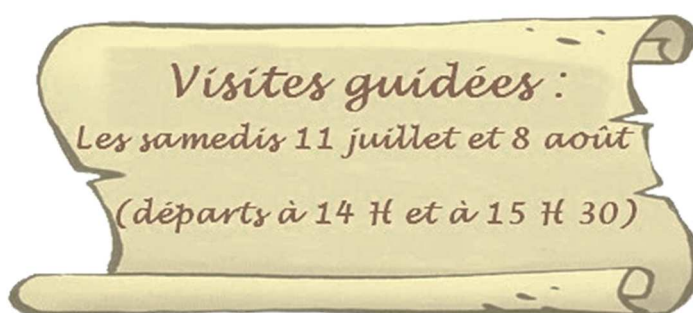 Visites guidées :
Les samedis 11 juillet et 8 août
(départs à 14 H et à 15 H 30)